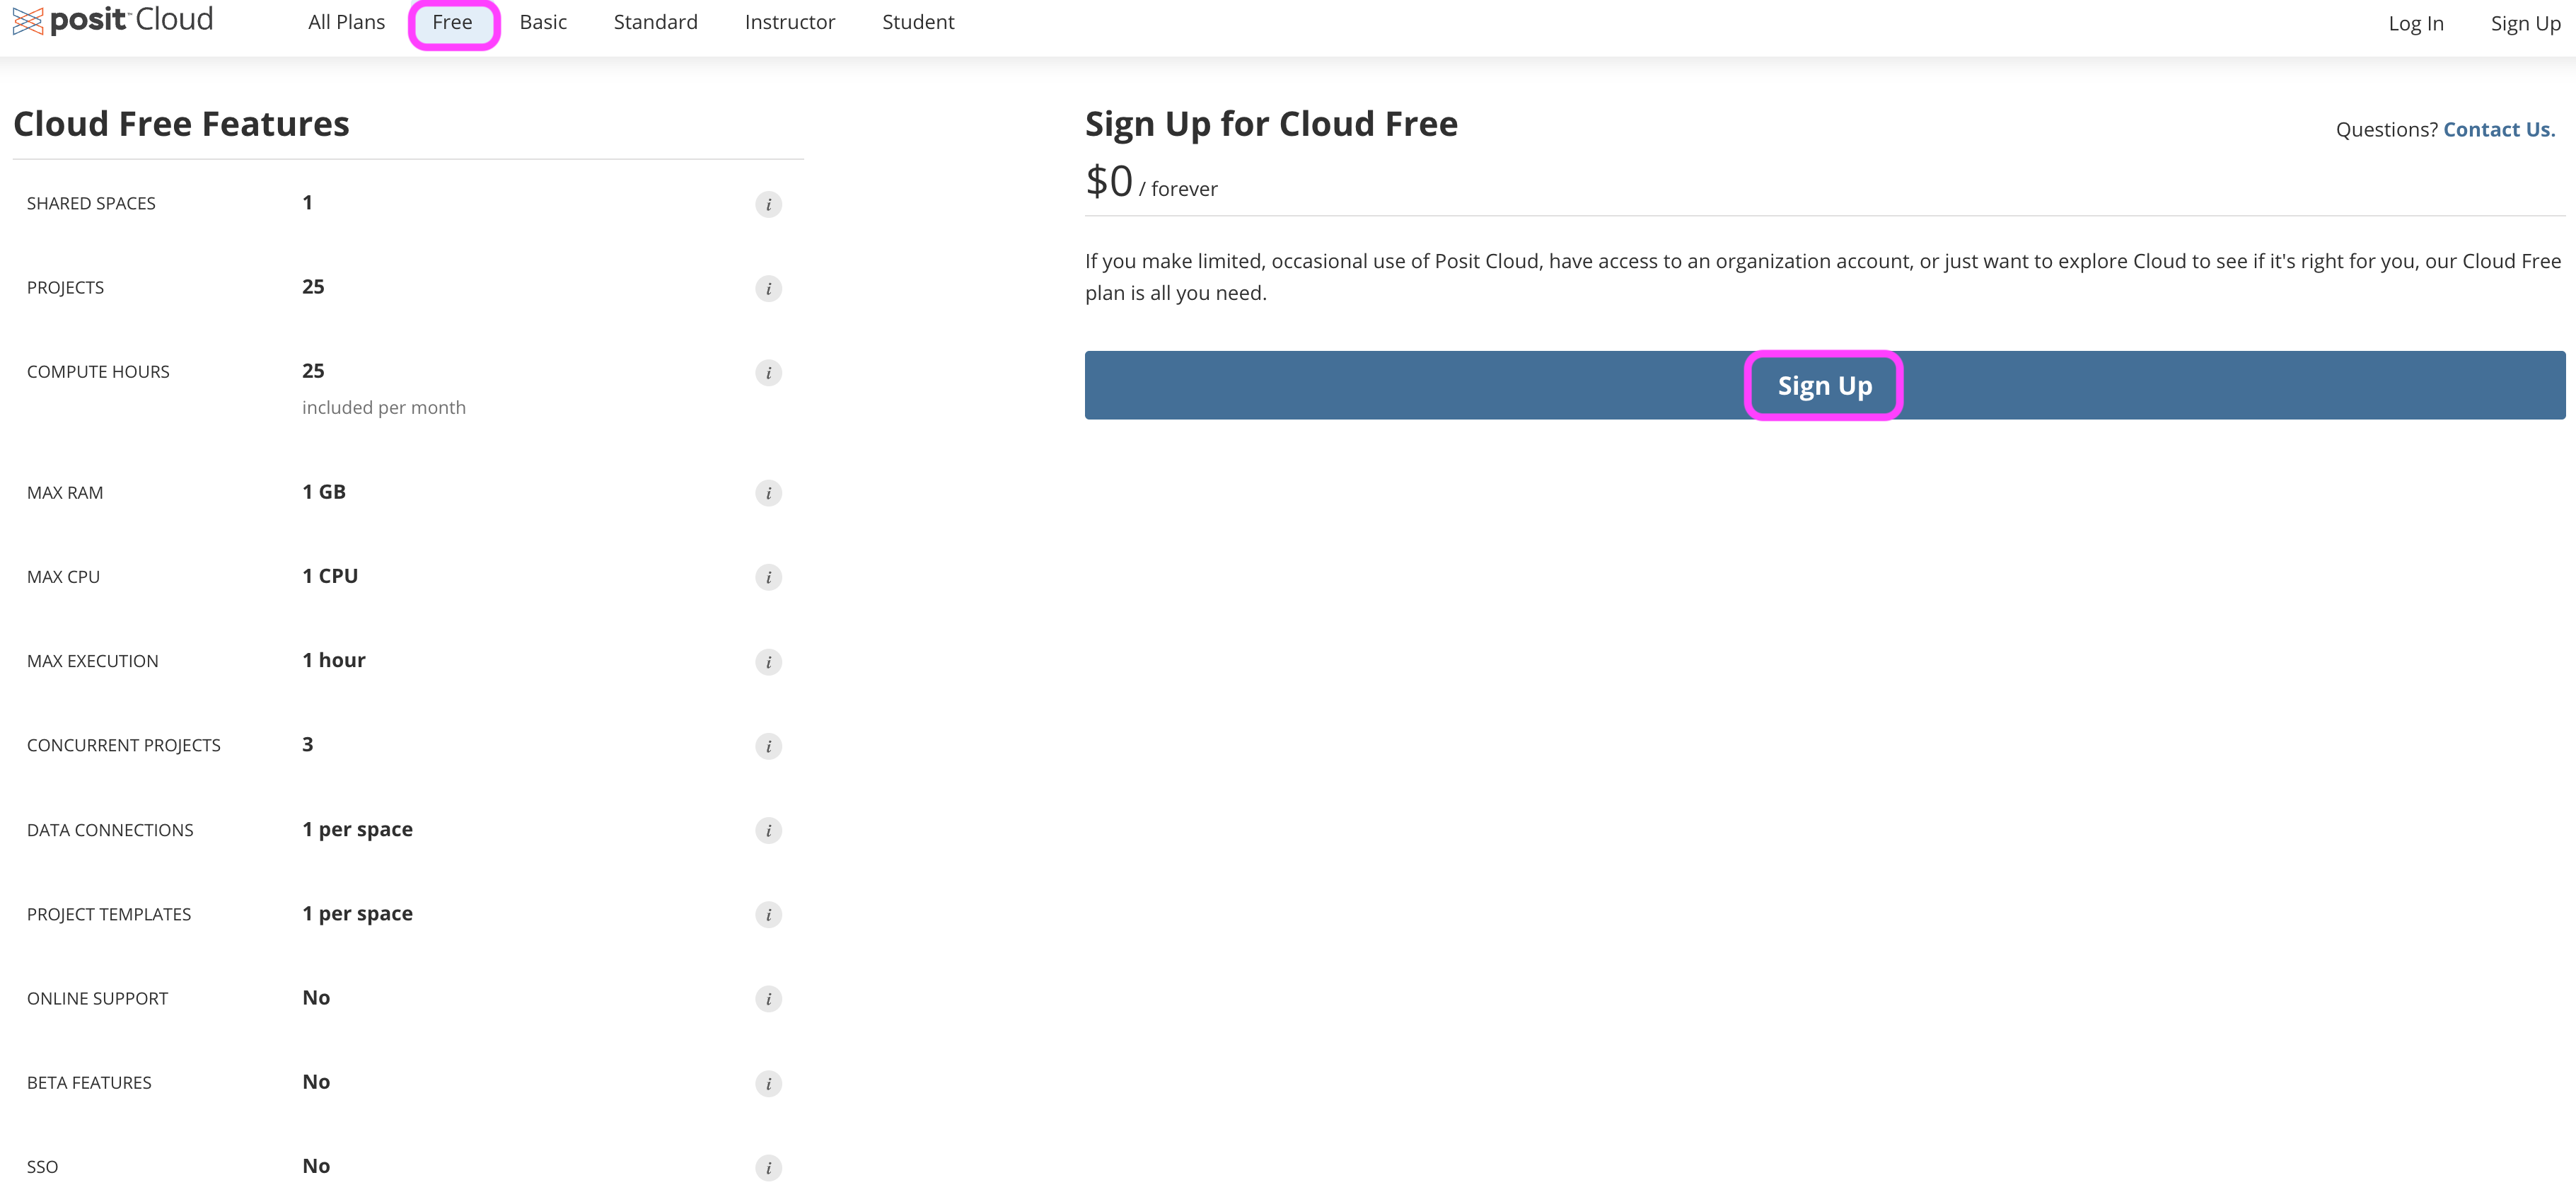 posit Cloud All Plans Free Basic Standard Instructor Student Log In Sign Up
Cloud Free Features
SHARED SPACES 1 i
PROJECTS 25 i
COMPUTE HOURS 25 i
included per month
MAX RAM 1 GB i
MAX CPU 1 CPU i
MAX EXECUTION 1 hour i
CONCURRENT PROJECTS 3 i
DATA CONNECTIONS 1 per space i
PROJECT TEMPLATES 1 per space i
ONLINE SUPPORT No i
BETA FEATURES No i
SSO No i
Sign Up for Cloud Free
Questions? Contact Us.
$0 / forever
If you make limited, occasional use of Posit Cloud, have access to an organization account, or just want to explore Cloud to see if it's right for you, our Cloud Free
plan is all you need.
Sign Up